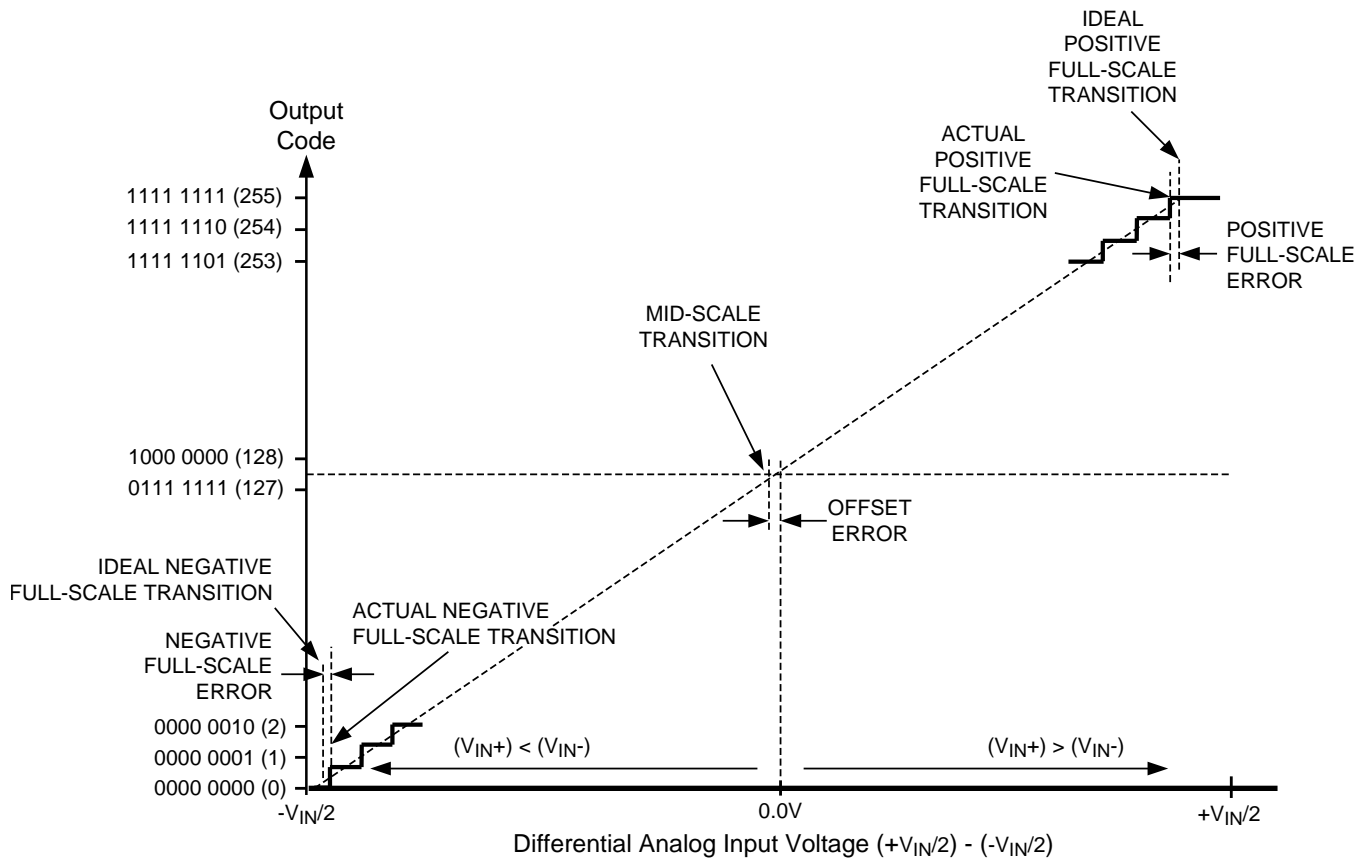 IDEAL
POSITIVE
FULL-SCALE
TRANSITION
Output
Code
ACTUAL
POSITIVE
FULL-SCALE
TRANSITION
1111 1111 (255)
1111 1110 (254)
1111 1101 (253)
POSITIVE
FULL-SCALE
ERROR
MID-SCALE
TRANSITION
1000 0000 (128)
0111 1111 (127)
OFFSET
ERROR
IDEAL NEGATIVE
FULL-SCALE TRANSITION
ACTUAL NEGATIVE
FULL-SCALE TRANSITION
NEGATIVE
FULL-SCALE
ERROR
0000 0010 (2)
0000 0001 (1)
0000 0000 (0)
(VIN+) < (VIN-)
(VIN+) > (VIN-)
-VIN/2
0.0V
+VIN/2
Differential Analog Input Voltage (+VIN/2) - (-VIN/2)